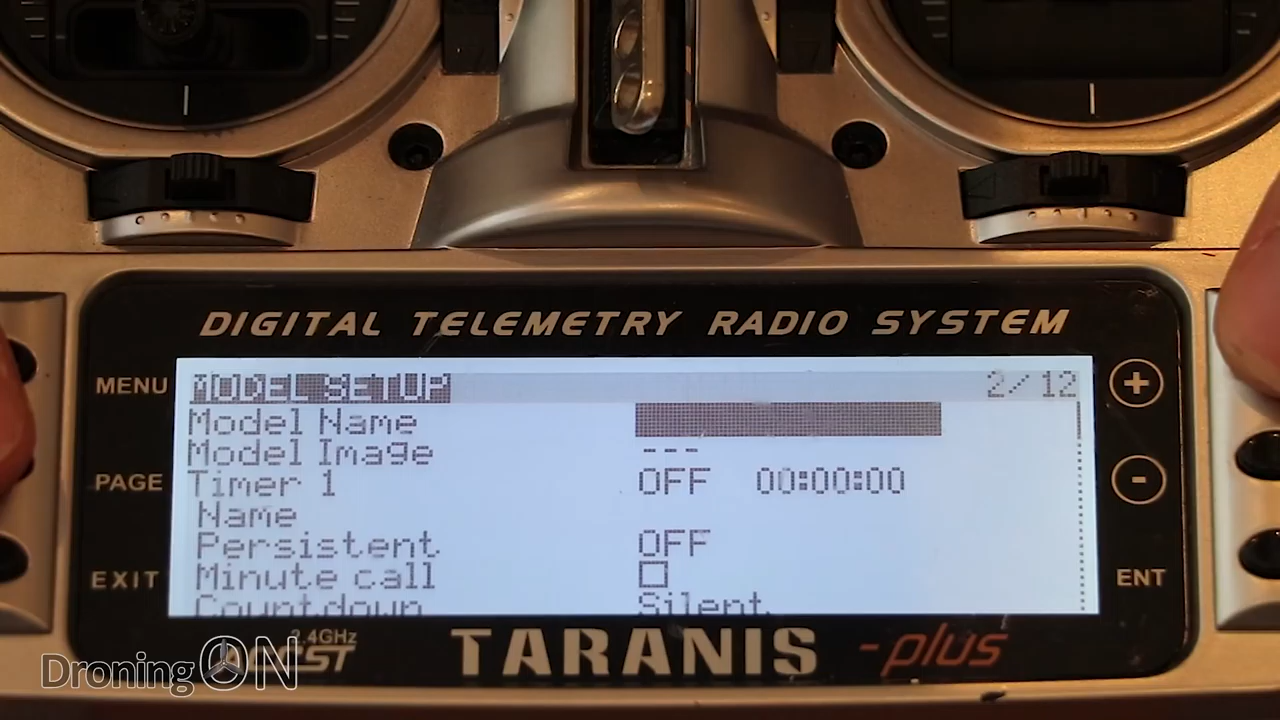 DIGITAL TELEMETRY RADIO SYSTEM
MENU
MODEL SETUP 2/12
Model Name
Model Image ---
PAGE
Timer 1 OFF 00:00:00
Name
Persistent OFF
EXIT
Minute call
ENT
Countdown Silent
+
-
2.4GHz
TARANIS -plus
DroningON